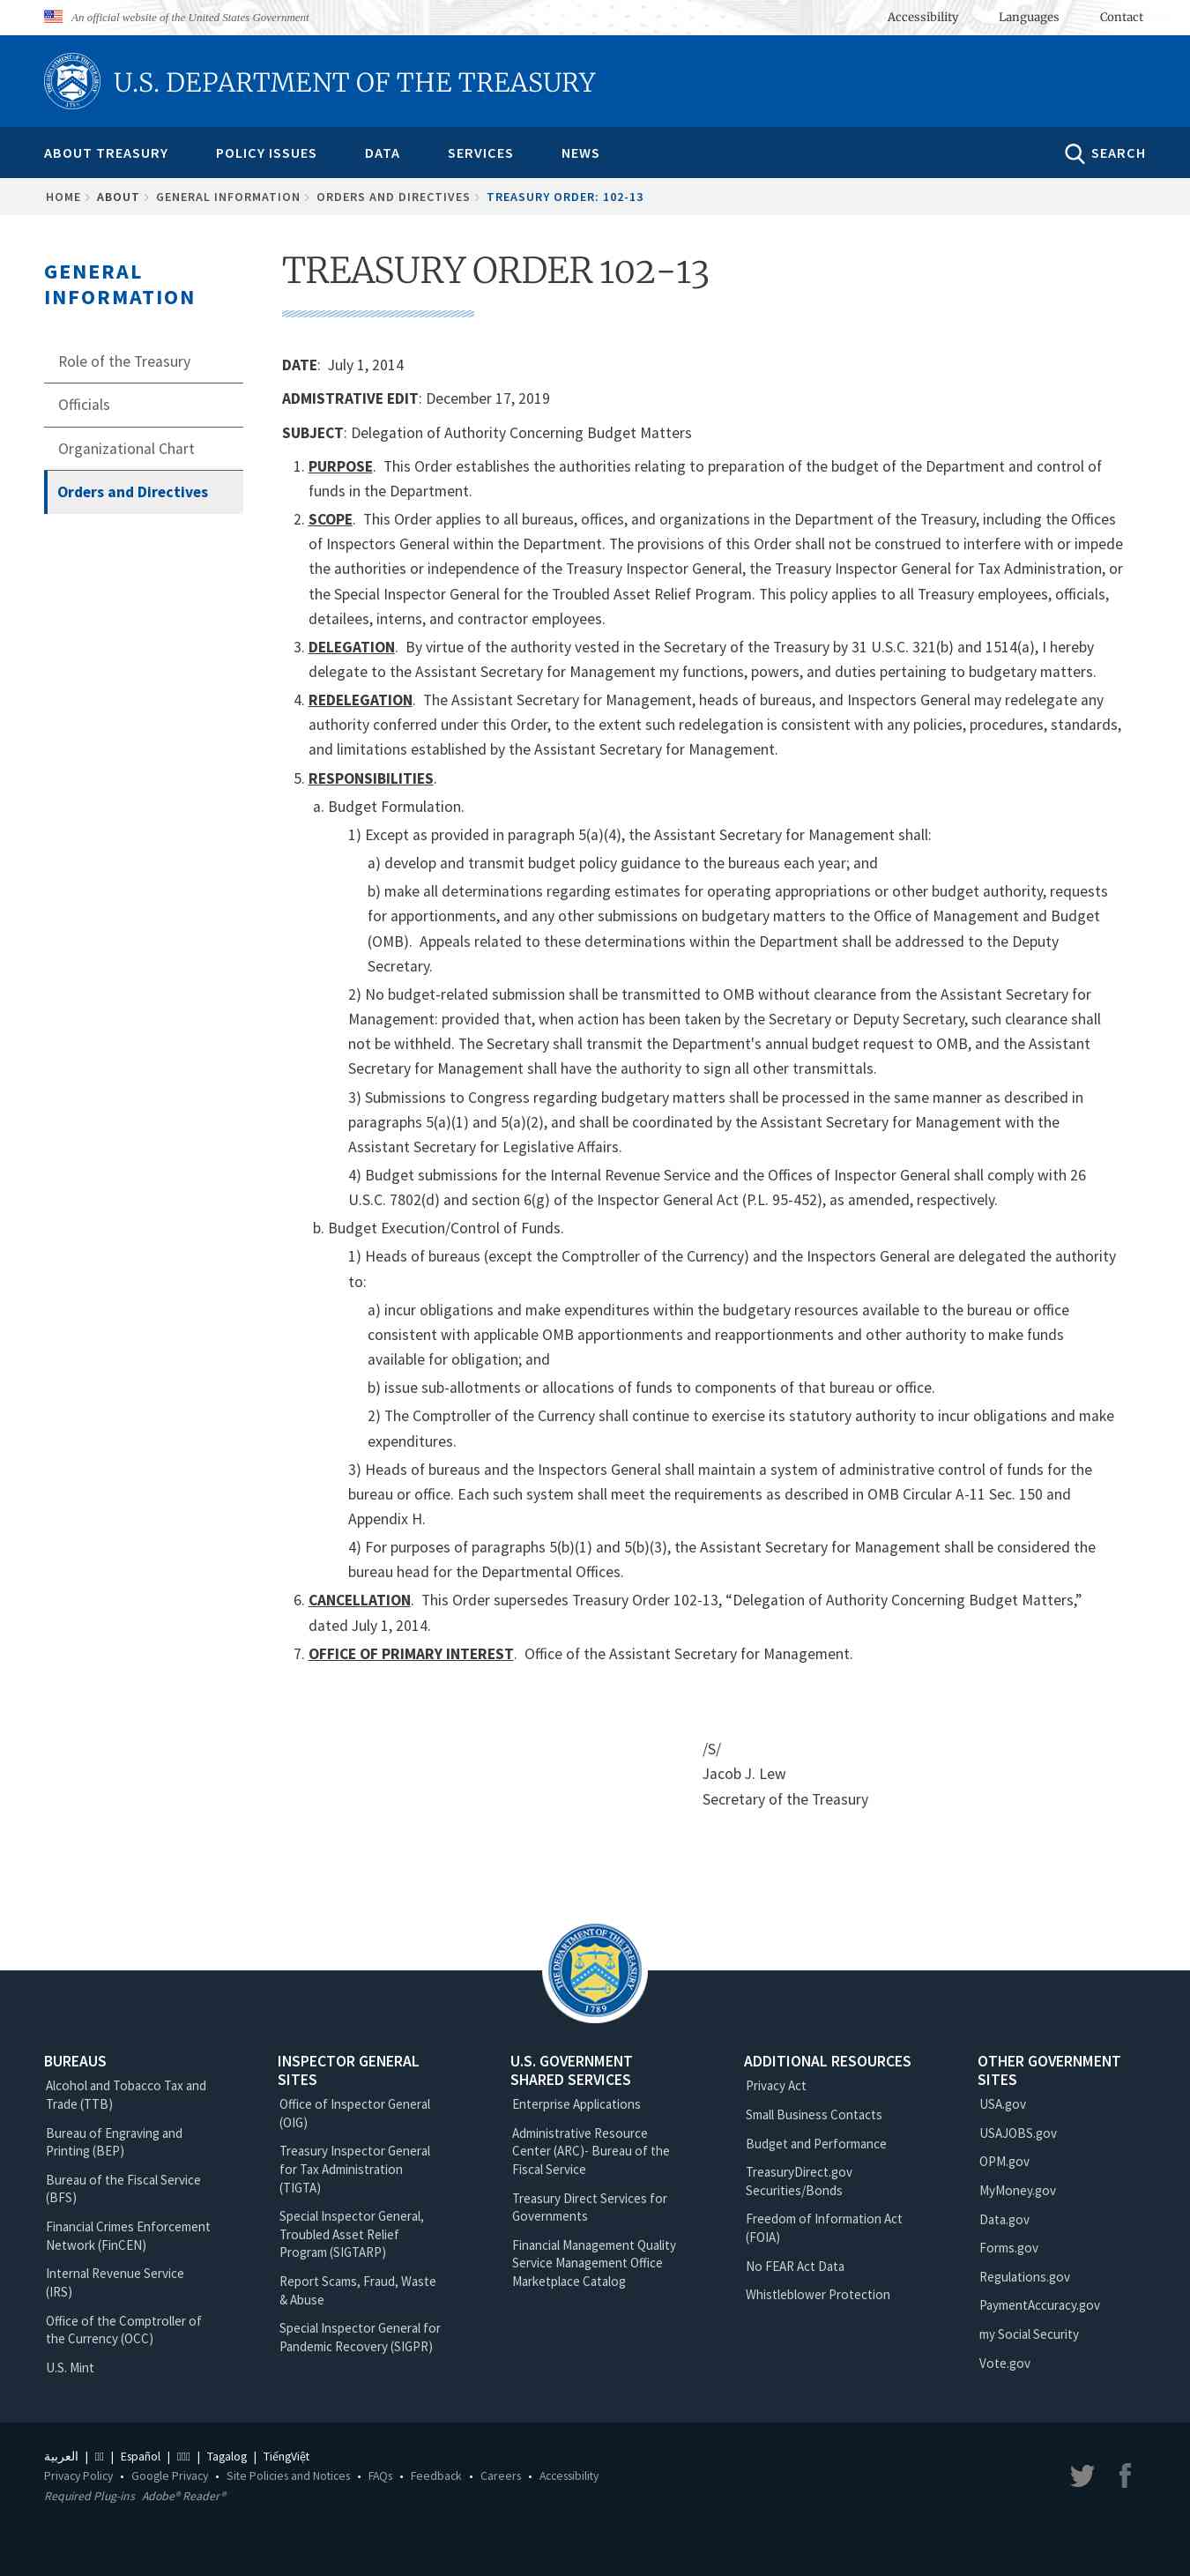 An official website of the United States Government
Accessibility Languages Contact
U.S. DEPARTMENT OF THE TREASURY
ABOUT TREASURY POLICY ISSUES DATA SERVICES NEWS SEARCH
HOME ABOUT GENERAL INFORMATION ORDERS AND DIRECTIVES TREASURY ORDER: 102-13
GENERAL
INFORMATION
Role of the Treasury
Officials
Organizational Chart
Orders and Directives
TREASURY ORDER 102-13
DATE: July 1, 2014
ADMISTRATIVE EDIT: December 17, 2019
SUBJECT: Delegation of Authority Concerning Budget Matters
1. PURPOSE. This Order establishes the authorities relating to preparation of the budget of the Department and control of
funds in the Department.
2. SCOPE. This Order applies to all bureaus, offices, and organizations in the Department of the Treasury, including the Offices
of Inspectors General within the Department. The provisions of this Order shall not be construed to interfere with or impede
the authorities or independence of the Treasury Inspector General, the Treasury Inspector General for Tax Administration, or
the Special Inspector General for the Troubled Asset Relief Program. This policy applies to all Treasury employees, officials,
detailees, interns, and contractor employees.
3. DELEGATION. By virtue of the authority vested in the Secretary of the Treasury by 31 U.S.C. 321(b) and 1514(a), I hereby
delegate to the Assistant Secretary for Management my functions, powers, and duties pertaining to budgetary matters.
4. REDELEGATION. The Assistant Secretary for Management, heads of bureaus, and Inspectors General may redelegate any
authority conferred under this Order, to the extent such redelegation is consistent with any policies, procedures, standards,
and limitations established by the Assistant Secretary for Management.
5. RESPONSIBILITIES.
a. Budget Formulation.
1) Except as provided in paragraph 5(a)(4), the Assistant Secretary for Management shall:
a) develop and transmit budget policy guidance to the bureaus each year; and
b) make all determinations regarding estimates for operating appropriations or other budget authority, requests
for apportionments, and any other submissions on budgetary matters to the Office of Management and Budget
(OMB). Appeals related to these determinations within the Department shall be addressed to the Deputy
Secretary.
2) No budget-related submission shall be transmitted to OMB without clearance from the Assistant Secretary for
Management: provided that, when action has been taken by the Secretary or Deputy Secretary, such clearance shall
not be withheld. The Secretary shall transmit the Department's annual budget request to OMB, and the Assistant
Secretary for Management shall have the authority to sign all other transmittals.
3) Submissions to Congress regarding budgetary matters shall be processed in the same manner as described in
paragraphs 5(a)(1) and 5(a)(2), and shall be coordinated by the Assistant Secretary for Management with the
Assistant Secretary for Legislative Affairs.
4) Budget submissions for the Internal Revenue Service and the Offices of Inspector General shall comply with 26
U.S.C. 7802(d) and section 6(g) of the Inspector General Act (P.L. 95-452), as amended, respectively.
b. Budget Execution/Control of Funds.
1) Heads of bureaus (except the Comptroller of the Currency) and the Inspectors General are delegated the authority
to:
a) incur obligations and make expenditures within the budgetary resources available to the bureau or office
consistent with applicable OMB apportionments and reapportionments and other authority to make funds
available for obligation; and
b) issue sub-allotments or allocations of funds to components of that bureau or office.
2) The Comptroller of the Currency shall continue to exercise its statutory authority to incur obligations and make
expenditures.
3) Heads of bureaus and the Inspectors General shall maintain a system of administrative control of funds for the
bureau or office. Each such system shall meet the requirements as described in OMB Circular A-11 Sec. 150 and
Appendix H.
4) For purposes of paragraphs 5(b)(1) and 5(b)(3), the Assistant Secretary for Management shall be considered the
bureau head for the Departmental Offices.
6. CANCELLATION. This Order supersedes Treasury Order 102-13, “Delegation of Authority Concerning Budget Matters,”
dated July 1, 2014.
7. OFFICE OF PRIMARY INTEREST. Office of the Assistant Secretary for Management.
/S/
Jacob J. Lew
Secretary of the Treasury
THE DEPARTMENT OF THE TREASURY
1789
BUREAUS
Alcohol and Tobacco Tax and
Trade (TTB)
Bureau of Engraving and
Printing (BEP)
Bureau of the Fiscal Service
(BFS)
Financial Crimes Enforcement
Network (FinCEN)
Internal Revenue Service
(IRS)
Office of the Comptroller of
the Currency (OCC)
U.S. Mint
INSPECTOR GENERAL
SITES
Office of Inspector General
(OIG)
Treasury Inspector General
for Tax Administration
(TIGTA)
Special Inspector General,
Troubled Asset Relief
Program (SIGTARP)
Report Scams, Fraud, Waste
& Abuse
Special Inspector General for
Pandemic Recovery (SIGPR)
U.S. GOVERNMENT
SHARED SERVICES
Enterprise Applications
Administrative Resource
Center (ARC)- Bureau of the
Fiscal Service
Treasury Direct Services for
Governments
Financial Management Quality
Service Management Office
Marketplace Catalog
ADDITIONAL RESOURCES
Privacy Act
Small Business Contacts
Budget and Performance
TreasuryDirect.gov
Securities/Bonds
Freedom of Information Act
(FOIA)
No FEAR Act Data
Whistleblower Protection
OTHER GOVERNMENT
SITES
USA.gov
USAJOBS.gov
OPM.gov
MyMoney.gov
Data.gov
Forms.gov
Regulations.gov
PaymentAccuracy.gov
my Social Security
Vote.gov
العربية | | Español | | Tagalog | TiếngViệt
Privacy Policy • Google Privacy • Site Policies and Notices • FAQs • Feedback • Careers • Accessibility
Required Plug-ins Adobe® Reader®